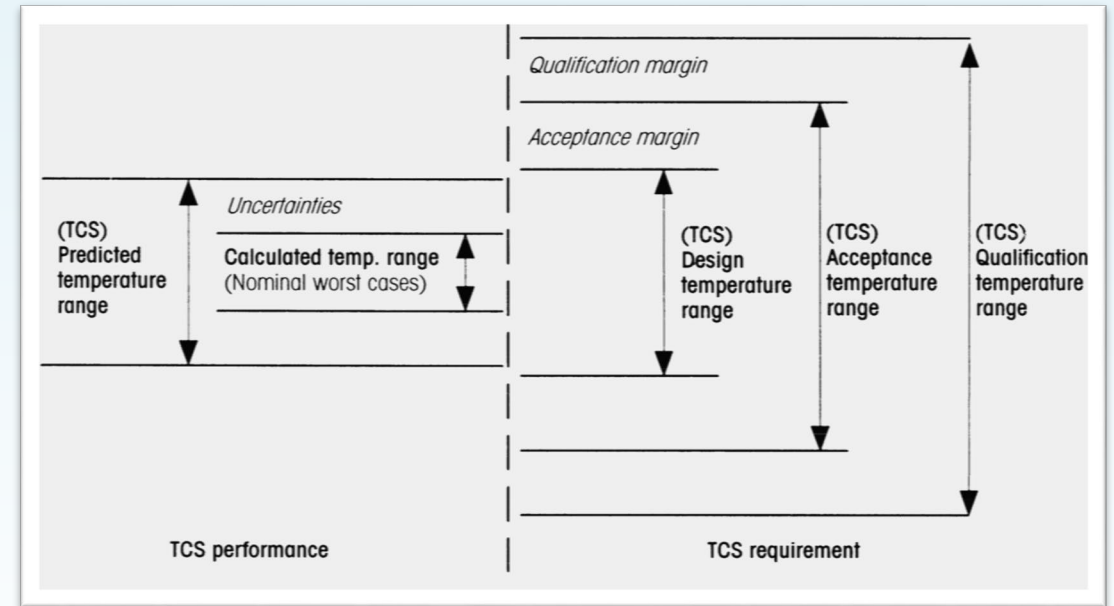 Qualification margin
Acceptance margin
Uncertainties
(TCS)
Predicted
temperature
range
Calculated temp. range
(Nominal worst cases)
(TCS)
Design
temperature
range
(TCS)
Acceptance
temperature
range
(TCS)
Qualification
temperature
range
TCS performance
TCS requirement